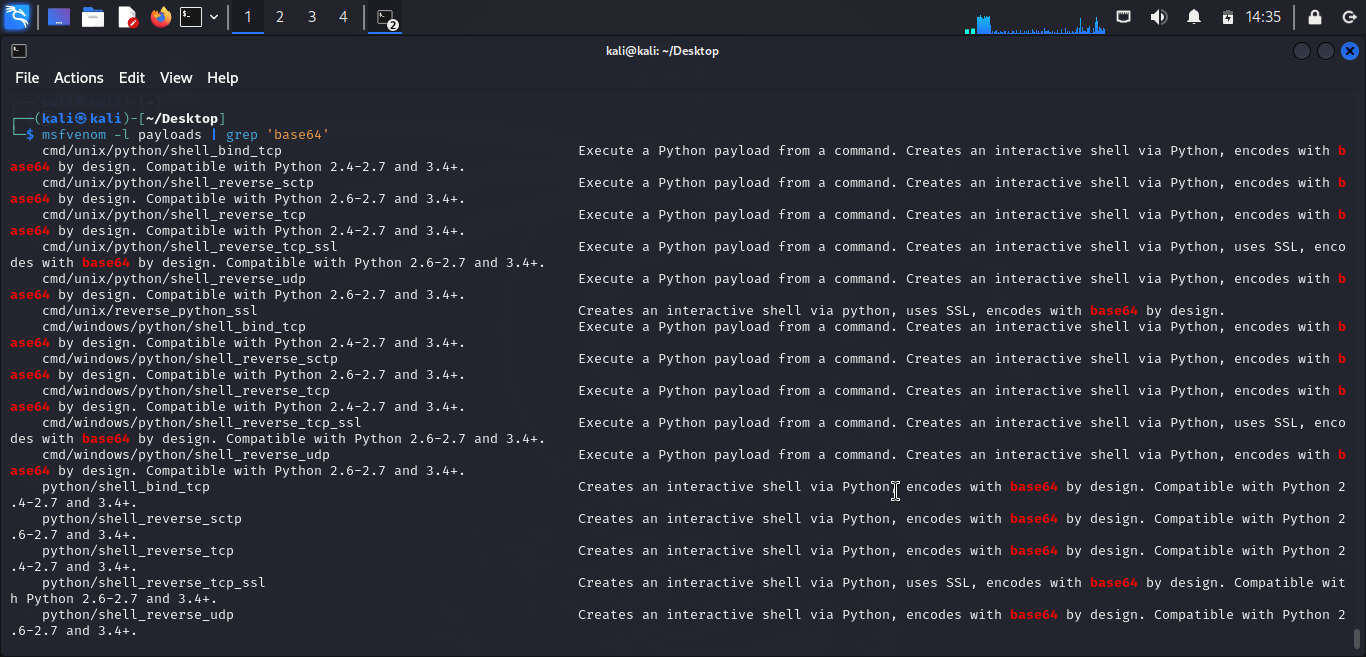 1 2 3 4 2 14:35
kali@kali: ~/Desktop
File Actions Edit View Help
(kali㉿kali)-[~/Desktop]
$ msfvenom -l payloads | grep 'base64'
cmd/unix/python/shell_bind_tcp Execute a Python payload from a command. Creates an interactive shell via Python, encodes with b
ase64 by design. Compatible with Python 2.4-2.7 and 3.4+.
cmd/unix/python/shell_reverse_sctp Execute a Python payload from a command. Creates an interactive shell via Python, encodes with b
ase64 by design. Compatible with Python 2.6-2.7 and 3.4+.
cmd/unix/python/shell_reverse_tcp Execute a Python payload from a command. Creates an interactive shell via Python, encodes with b
ase64 by design. Compatible with Python 2.4-2.7 and 3.4+.
cmd/unix/python/shell_reverse_tcp_ssl Execute a Python payload from a command. Creates an interactive shell via Python, uses SSL, enco
des with base64 by design. Compatible with Python 2.6-2.7 and 3.4+.
cmd/unix/python/shell_reverse_udp Execute a Python payload from a command. Creates an interactive shell via Python, encodes with b
ase64 by design. Compatible with Python 2.6-2.7 and 3.4+.
cmd/unix/reverse_python_ssl Creates an interactive shell via python, uses SSL, encodes with base64 by design.
cmd/windows/python/shell_bind_tcp Execute a Python payload from a command. Creates an interactive shell via Python, encodes with b
ase64 by design. Compatible with Python 2.4-2.7 and 3.4+.
cmd/windows/python/shell_reverse_sctp Execute a Python payload from a command. Creates an interactive shell via Python, encodes with b
ase64 by design. Compatible with Python 2.6-2.7 and 3.4+.
cmd/windows/python/shell_reverse_tcp Execute a Python payload from a command. Creates an interactive shell via Python, encodes with b
ase64 by design. Compatible with Python 2.4-2.7 and 3.4+.
cmd/windows/python/shell_reverse_tcp_ssl Execute a Python payload from a command. Creates an interactive shell via Python, uses SSL, enco
des with base64 by design. Compatible with Python 2.6-2.7 and 3.4+.
cmd/windows/python/shell_reverse_udp Execute a Python payload from a command. Creates an interactive shell via Python, encodes with b
ase64 by design. Compatible with Python 2.6-2.7 and 3.4+.
python/shell_bind_tcp Creates an interactive shell via Python, encodes with base64 by design. Compatible with Python 2
.4-2.7 and 3.4+.
python/shell_reverse_sctp Creates an interactive shell via Python, encodes with base64 by design. Compatible with Python 2
.6-2.7 and 3.4+.
python/shell_reverse_tcp Creates an interactive shell via Python, encodes with base64 by design. Compatible with Python 2
.4-2.7 and 3.4+.
python/shell_reverse_tcp_ssl Creates an interactive shell via Python, uses SSL, encodes with base64 by design. Compatible wit
h Python 2.6-2.7 and 3.4+.
python/shell_reverse_udp Creates an interactive shell via Python, encodes with base64 by design. Compatible with Python 2
.6-2.7 and 3.4+.